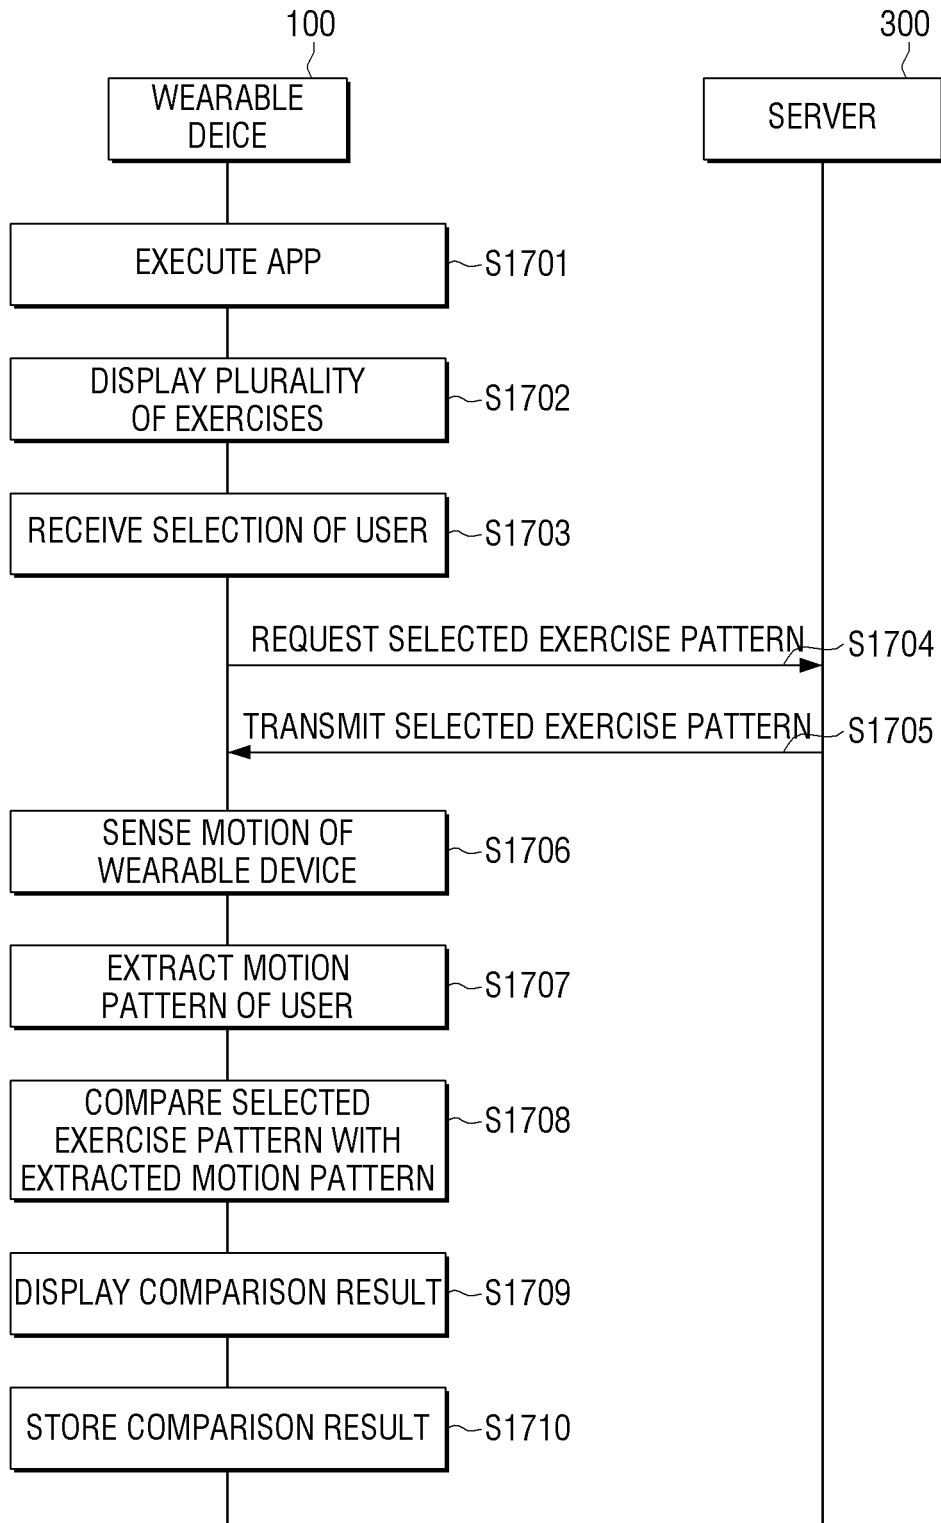 100
300
WEARABLE
DEICE
SERVER
EXECUTE APP
S1701
DISPLAY PLURALITY
OF EXERCISES
S1702
RECEIVE SELECTION OF USER
S1703
REQUEST SELECTED EXERCISE PATTERN
S1704
TRANSMIT SELECTED EXERCISE PATTERN
S1705
SENSE MOTION OF
WEARABLE DEVICE
S1706
EXTRACT MOTION
PATTERN OF USER
S1707
COMPARE SELECTED
EXERCISE PATTERN WITH
EXTRACTED MOTION PATTERN
S1708
DISPLAY COMPARISON RESULT
S1709
STORE COMPARISON RESULT
S1710